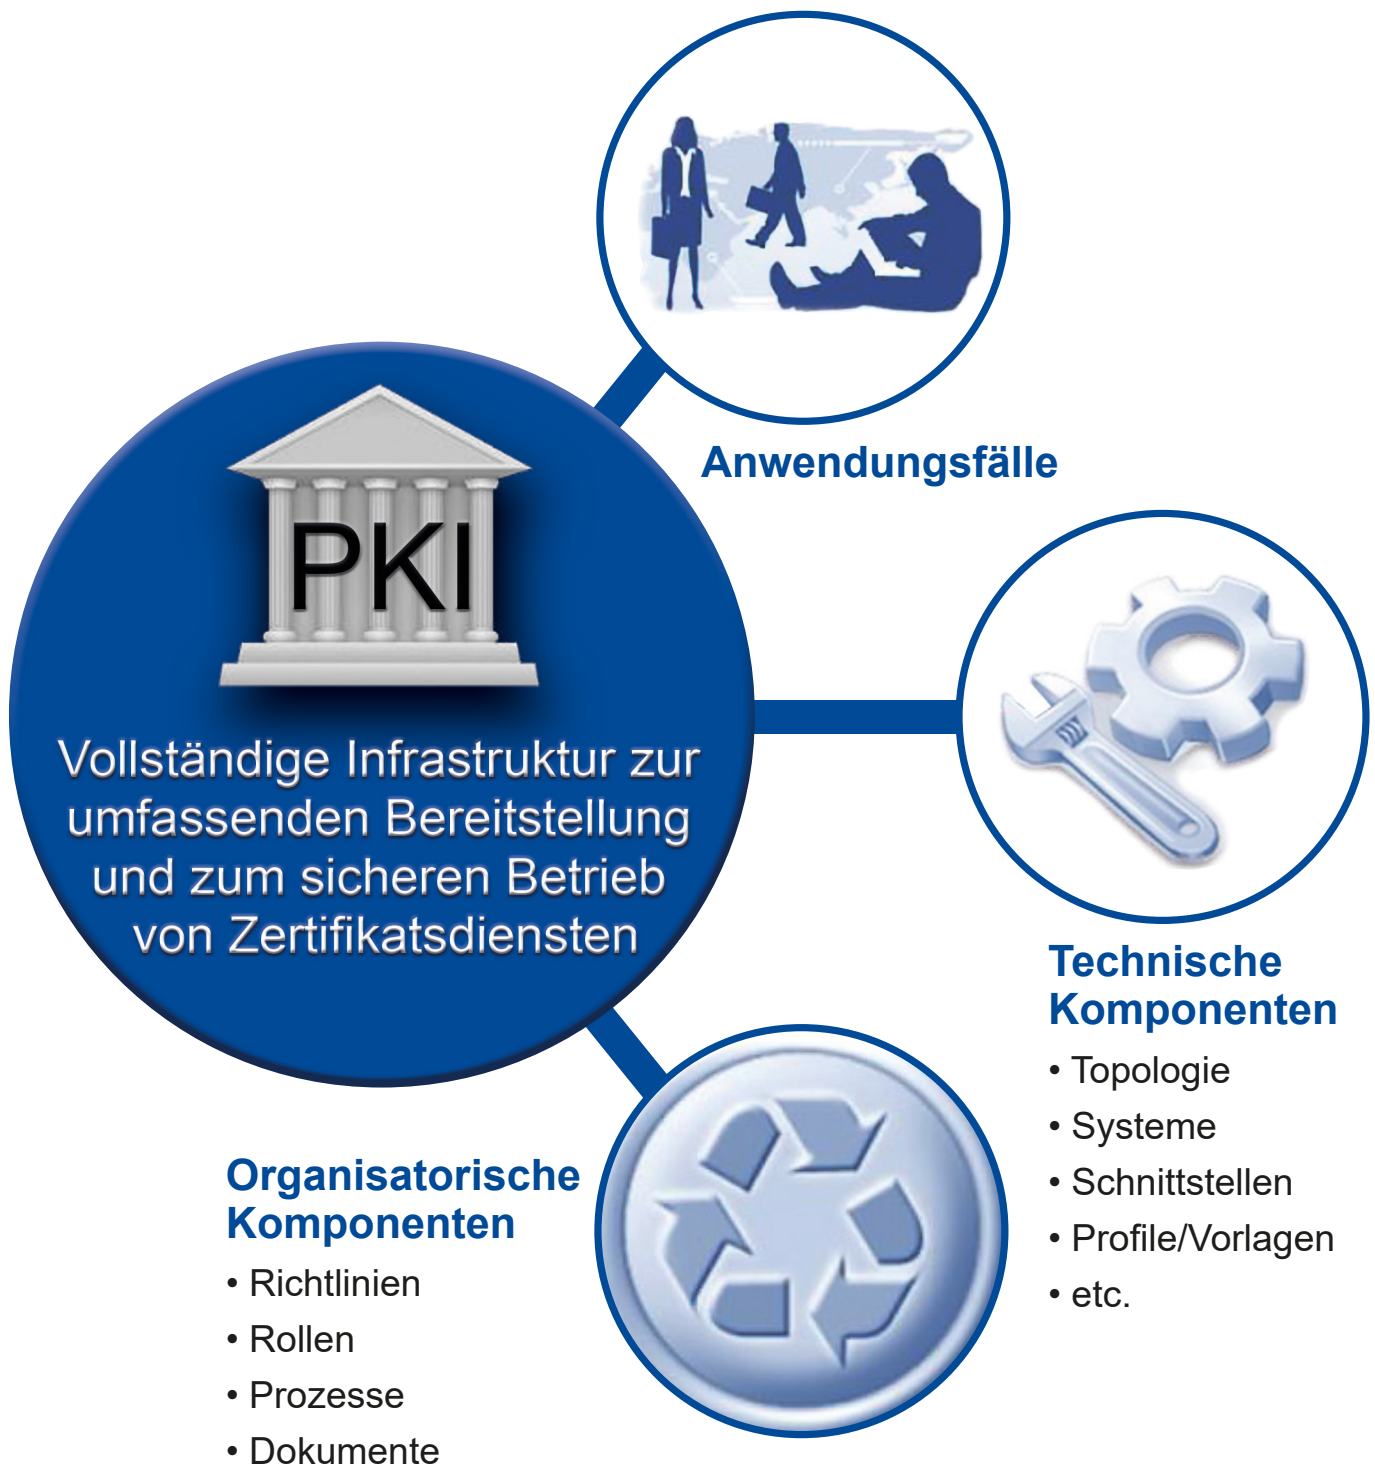 Anwendungsfälle
PKI
Vollständige Infrastruktur zur
umfassenden Bereitstellung
und zum sicheren Betrieb
von Zertifikatsdiensten
Technische
Komponenten
• Topologie
• Systeme
• Schnittstellen
• Profile/Vorlagen
• etc.
Organisatorische
Komponenten
• Richtlinien
• Rollen
• Prozesse
• Dokumente